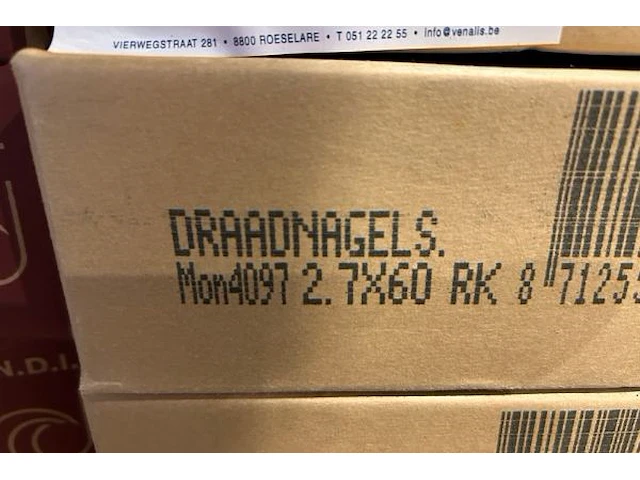 VIERWEGSTRAAT 281 • 8800 ROESELARE • T 051 22 22 55 • info@venalis.be
DRAADNAGELS.
Mon4097 2.7X60 RK 8 71255
N.D.I.